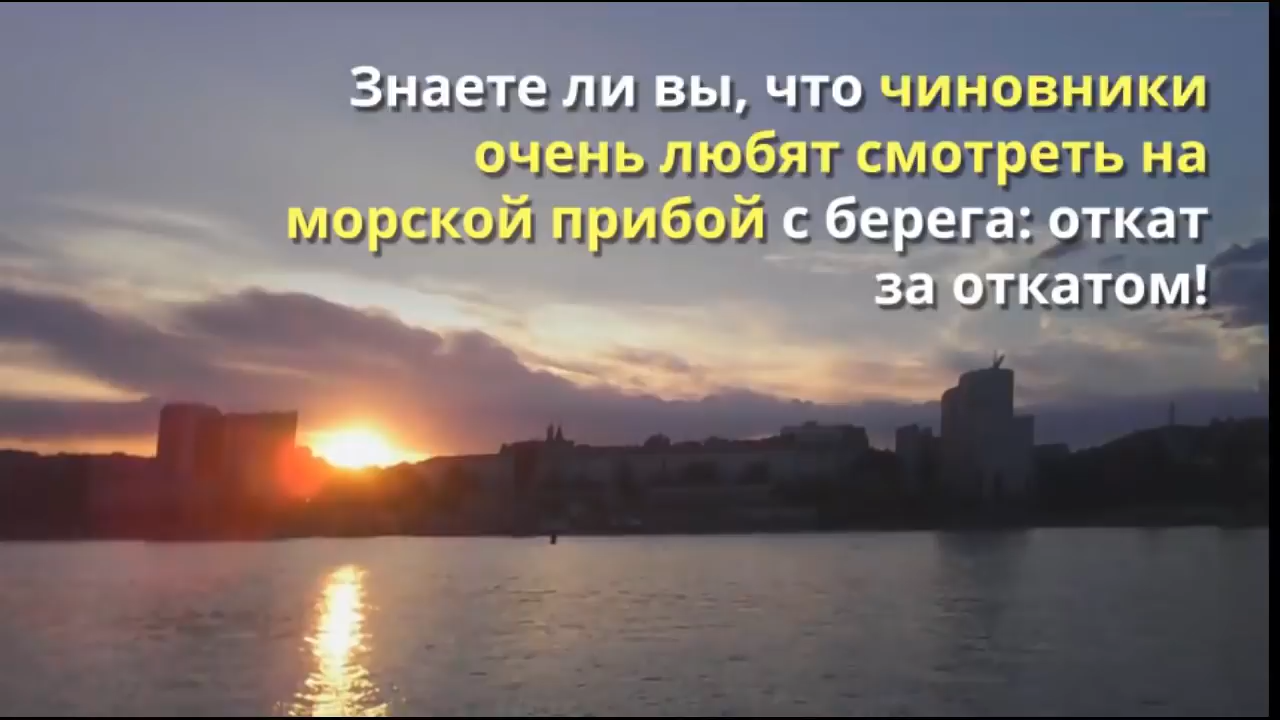 Знаете ли вы, что чиновники
очень любят смотреть на
морской прибой с берега: откат
за откатом!